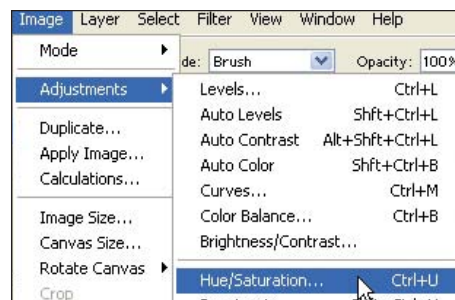 Image Layer Select Filter View Window Help
Mode
de: Brush Opacity: 100%
Adjustments
Levels... Ctrl+L
Auto Levels Shft+Ctrl+L
Duplicate...
Auto Contrast Alt+Shft+Ctrl+L
Apply Image...
Auto Color Shft+Ctrl+B
Calculations...
Curves... Ctrl+M
Image Size...
Color Balance... Ctrl+B
Canvas Size...
Brightness/Contrast...
Rotate Canvas
Hue/Saturation... Ctrl+U
Crop